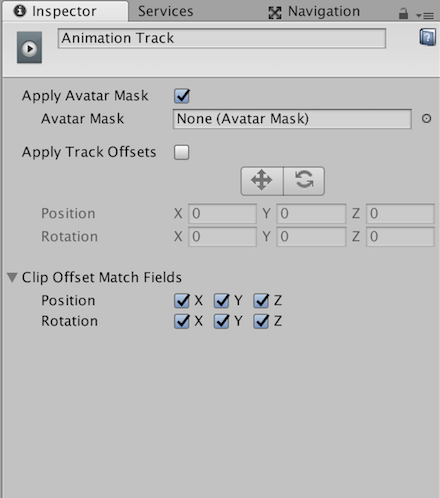 Inspector Services Navigation
Animation Track
Apply Avatar Mask
Avatar Mask None (Avatar Mask)
Apply Track Offsets
Position X 0 Y 0 Z 0
Rotation X 0 Y 0 Z 0
Clip Offset Match Fields
Position X Y Z
Rotation X Y Z